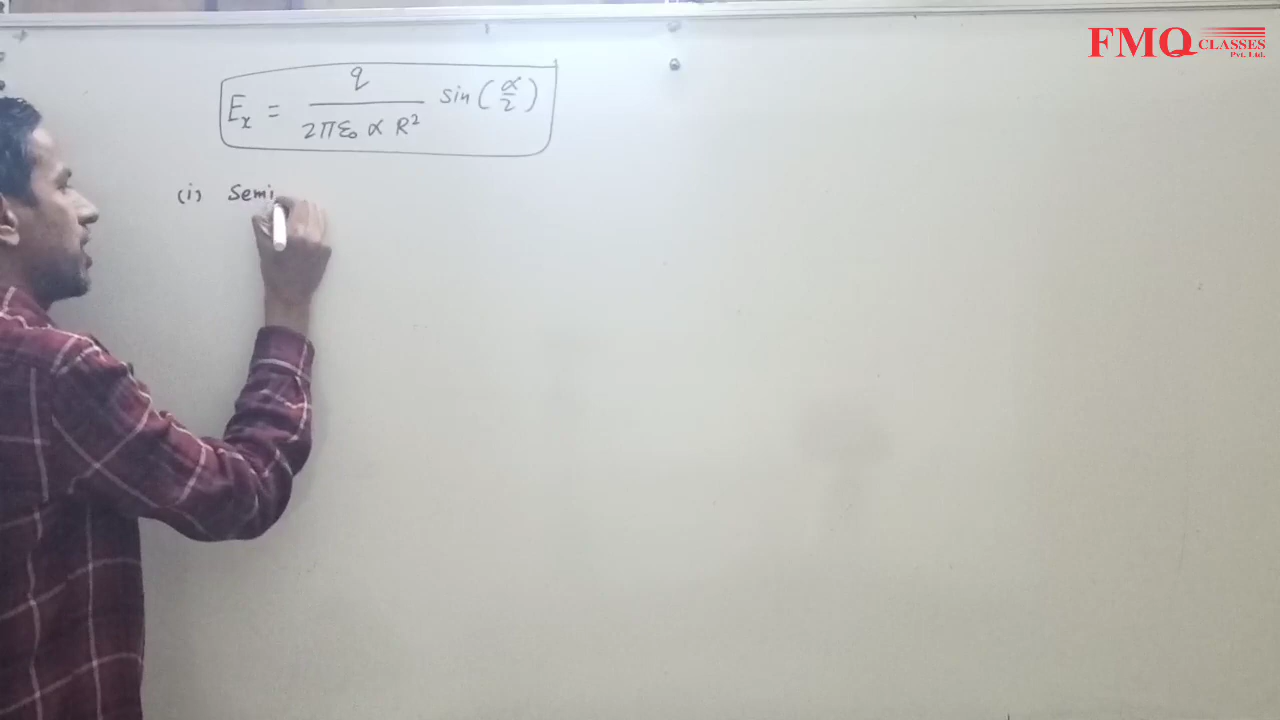 FMQ CLASSES Pvt. Ltd.
Ex = q / 2πε₀ α R² sin(α/2)
(i) Semi